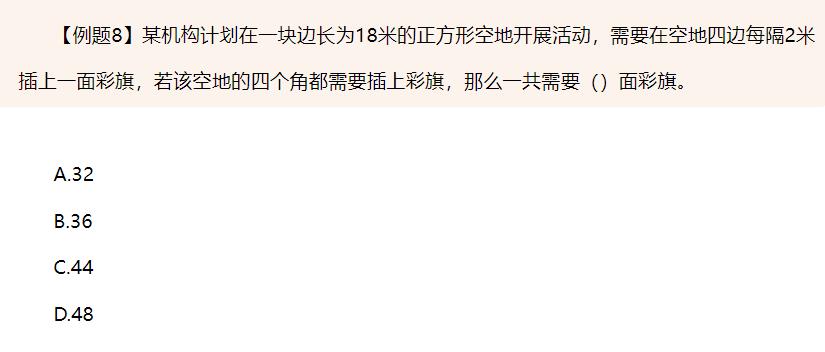 【例题8】某机构计划在一块边长为18米的正方形空地开展活动，需要在空地四边每隔2米
插上一面彩旗，若该空地的四个角都需要插上彩旗，那么一共需要（）面彩旗。
A.32
B.36
C.44
D.48